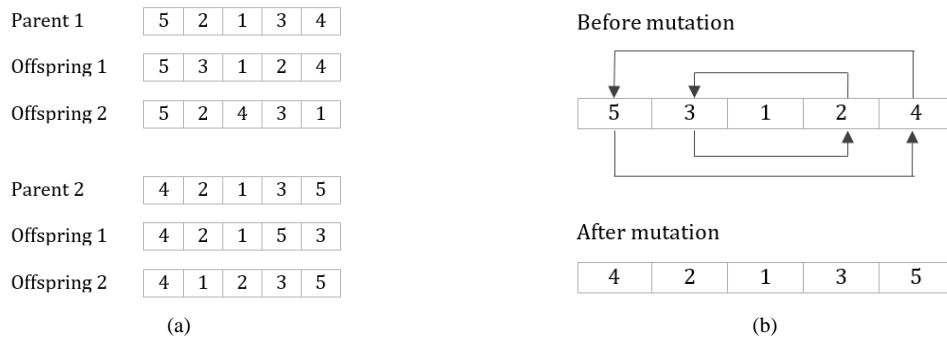 Parent 1 5 2 1 3 4
Offspring 1 5 3 1 2 4
Offspring 2 5 2 4 3 1
Parent 2 4 2 1 3 5
Offspring 1 4 2 1 5 3
Offspring 2 4 1 2 3 5
(a)
Before mutation
5 3 1 2 4
After mutation
4 2 1 3 5
(b)